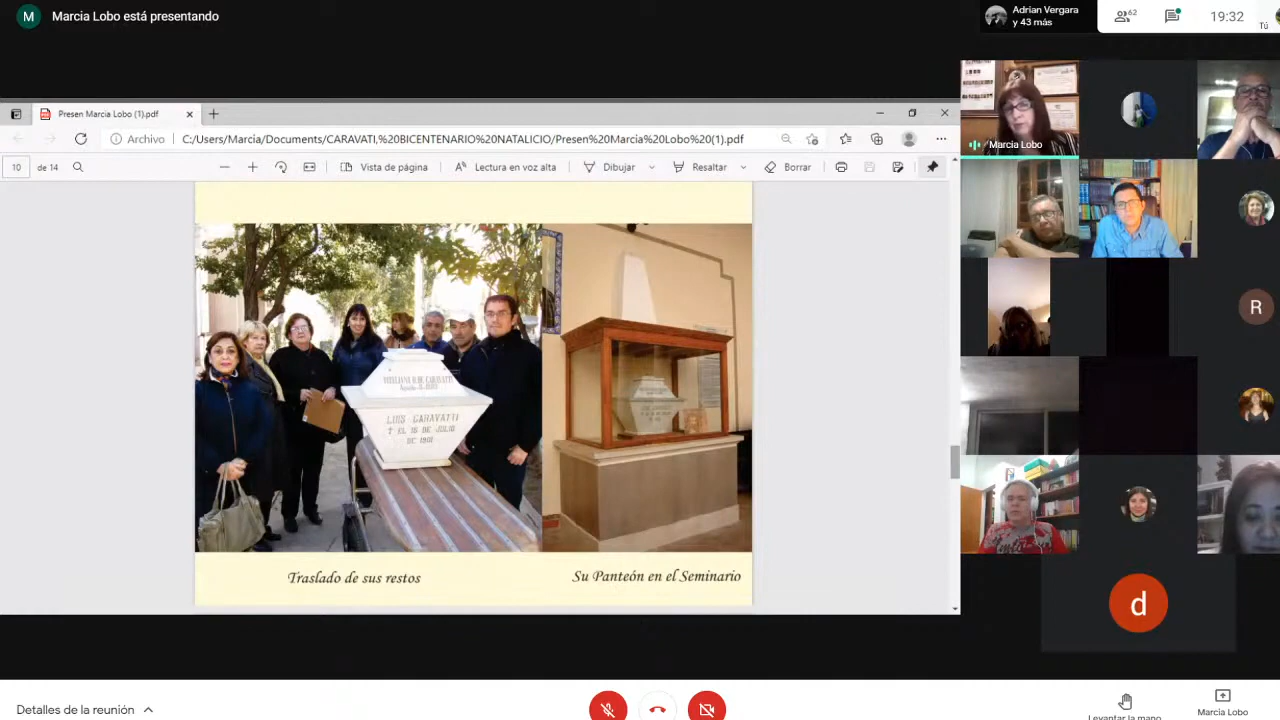 M Marcia Lobo está presentando
Adrian Vergara
y 43 más
62
19:32
Tú
Presen Marcia Lobo (1).pdf
Archivo
C:/Users/Marcia/Documents/CARAVATI,%20BICENTENARIO%20NATALICIO/Presen%20Marcia%20Lobo%20(1).pdf
10 de 14
Vista de página
Lectura en voz alta
Dibujar
Resaltar
Borrar
Marcia Lobo
R
LUIS CARAVATTI
† EL 16 DE JULIO
DE 1901
Traslado de sus restos
Su Panteón en el Seminario
d
Detalles de la reunión
Levantar la mano
Marcia Lobo